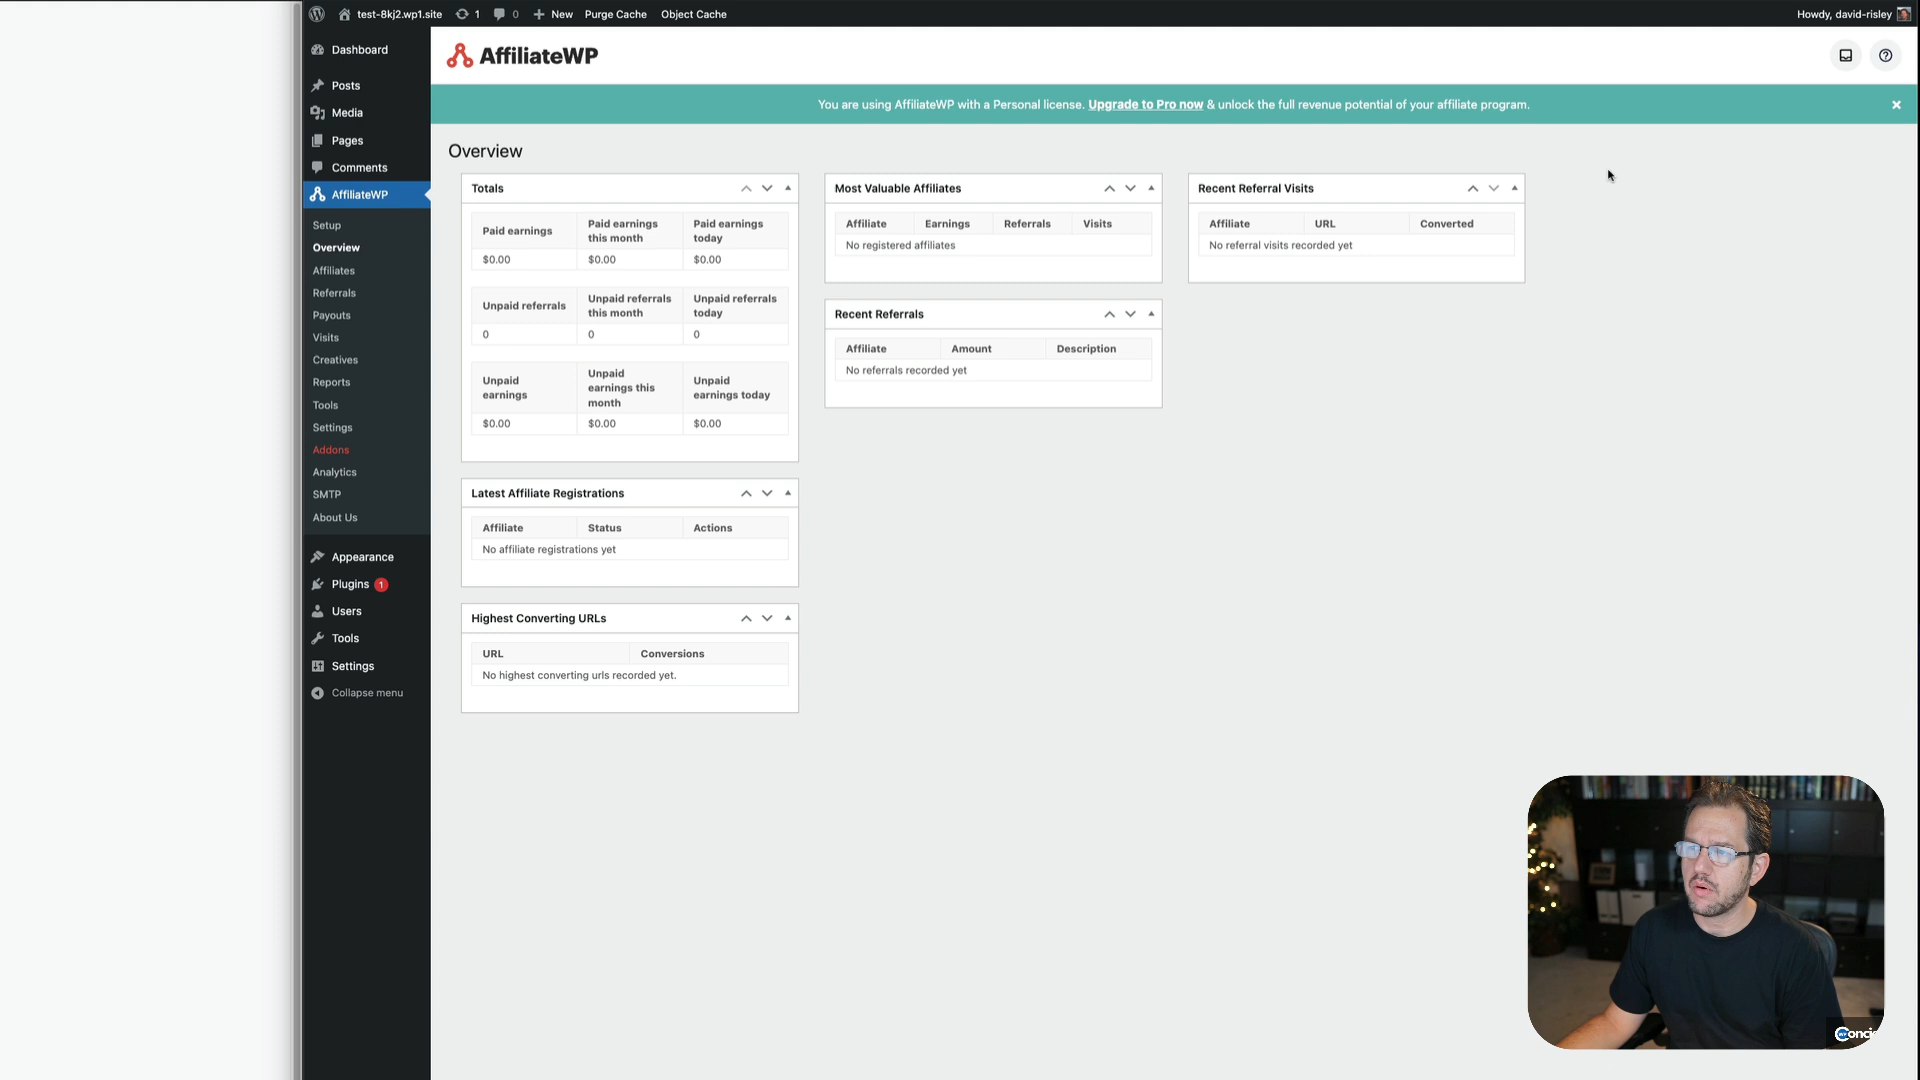 test-8kj2.wp1.site 1 0 New Purge Cache Object Cache Howdy, david-risley
Dashboard
Posts
Media
Pages
Comments
AffiliateWP
Setup
Overview
Affiliates
Referrals
Payouts
Visits
Creatives
Reports
Tools
Settings
Addons
Analytics
SMTP
About Us
Appearance
Plugins 1
Users
Tools
Settings
Collapse menu
AffiliateWP
You are using AffiliateWP with a Personal license. Upgrade to Pro now & unlock the full revenue potential of your affiliate program.
Overview
Totals
Paid earnings Paid earnings this month Paid earnings today
$0.00 $0.00 $0.00
Unpaid referrals Unpaid referrals this month Unpaid referrals today
0 0 0
Unpaid earnings Unpaid earnings this month Unpaid earnings today
$0.00 $0.00 $0.00
Latest Affiliate Registrations
Affiliate Status Actions
No affiliate registrations yet
Highest Converting URLs
URL Conversions
No highest converting urls recorded yet.
Most Valuable Affiliates
Affiliate Earnings Referrals Visits
No registered affiliates
Recent Referrals
Affiliate Amount Description
No referrals recorded yet
Recent Referral Visits
Affiliate URL Converted
No referral visits recorded yet